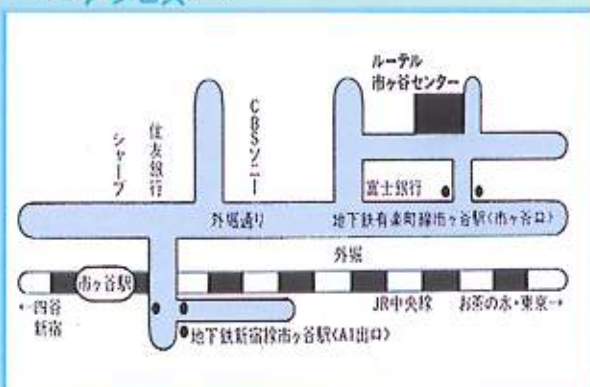 ルーテル
市ヶ谷センター
CBSソニー
住友銀行
シャープ
富士銀行
外堀通り
地下鉄有楽町線市ヶ谷駅(市ヶ谷口)
外堀
市ヶ谷駅
←四谷
新宿
JR中央線
お茶の水・東京→
地下鉄新宿線市ヶ谷駅(A1出口)